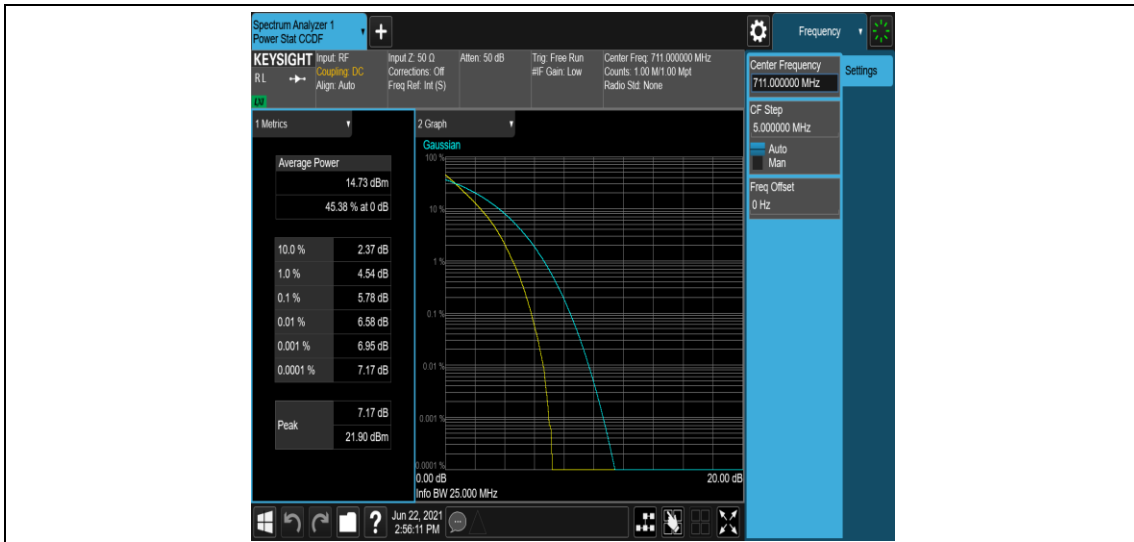 Spectrum Analyzer 1
Power Stat CCDF
+
Frequency
KEYSIGHT
RL
LXI
Input: RF
Coupling: DC
Align: Auto
Input Z: 50 Ω
Corrections: Off
Freq Ref: Int (S)
Atten: 50 dB
Trig: Free Run
#IF Gain: Low
Center Freq: 711.000000 MHz
Counts: 1.00 M/1.00 Mpt
Radio Std: None
Center Frequency
711.000000 MHz
Settings
CF Step
5.000000 MHz
Auto
Man
Freq Offset
0 Hz
1 Metrics
Average Power
14.73 dBm
45.38 % at 0 dB
10.0 % 2.37 dB
1.0 % 4.54 dB
0.1 % 5.78 dB
0.01 % 6.58 dB
0.001 % 6.95 dB
0.0001 % 7.17 dB
Peak
7.17 dB
21.90 dBm
2 Graph
Gaussian
100 %
10 %
1 %
0.1 %
0.01 %
0.001 %
0.0001 %
0.00 dB 20.00 dB
Info BW 25.000 MHz
?
Jun 22, 2021
2:56:11 PM